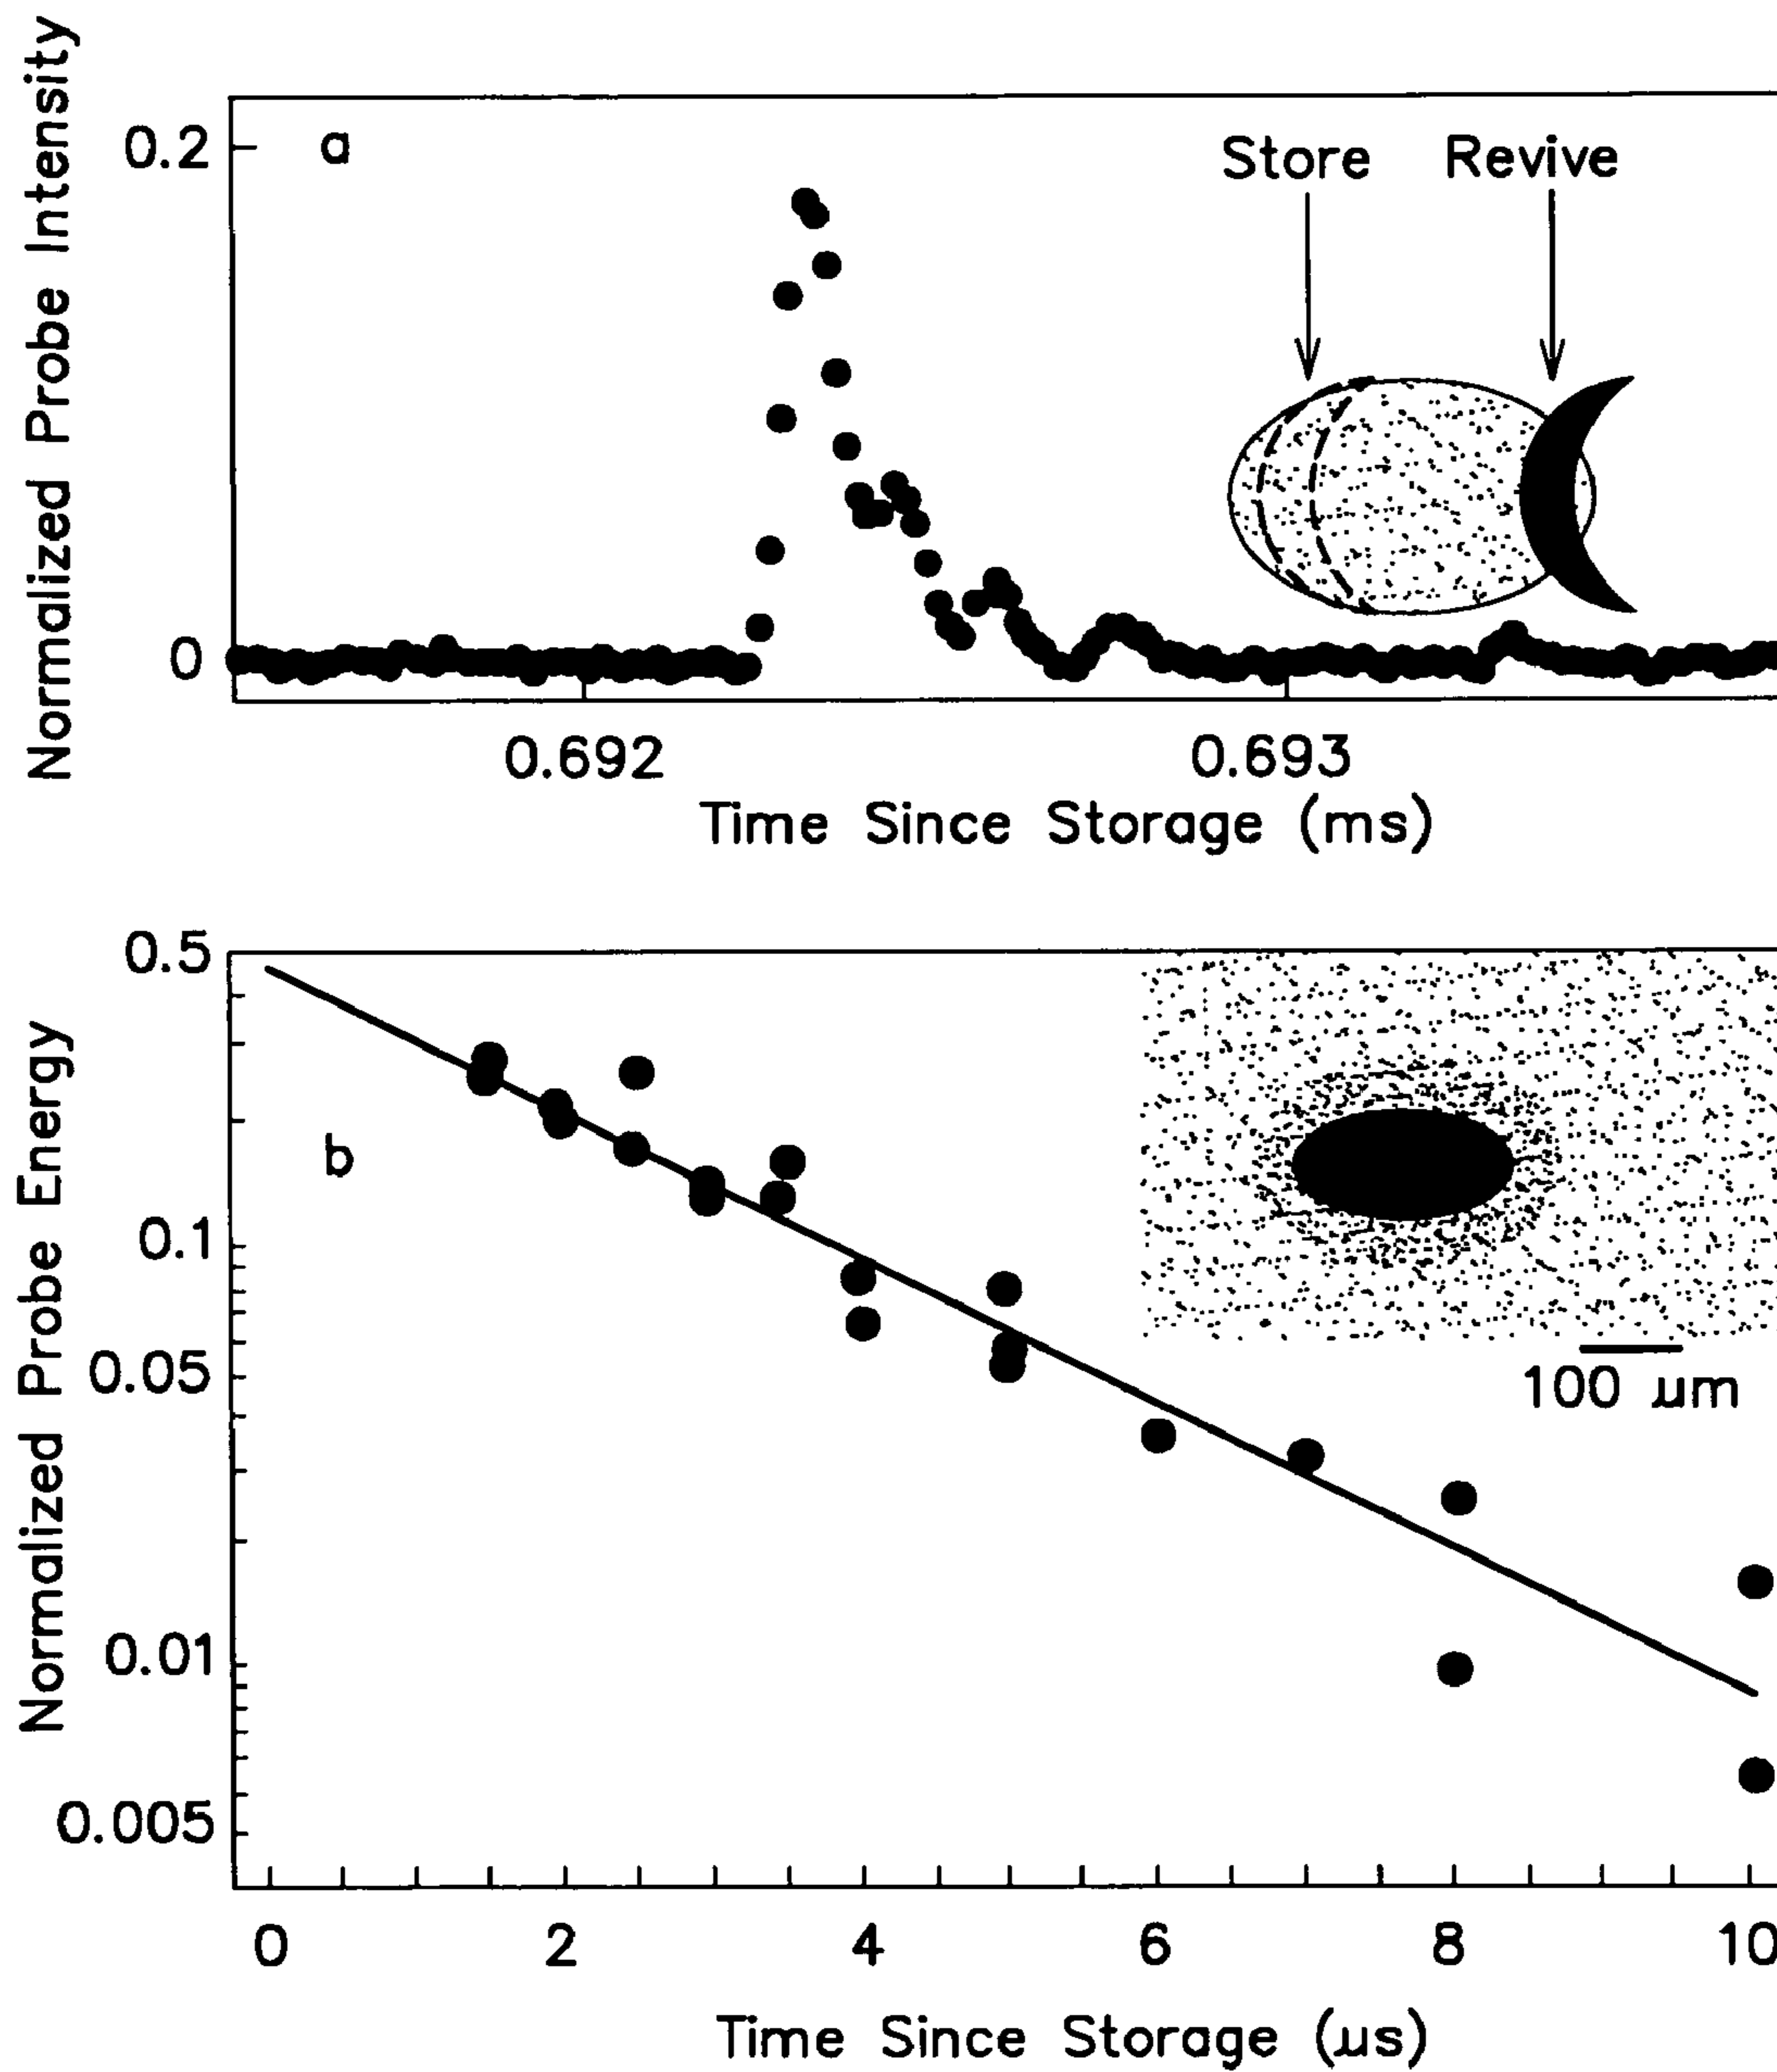 Normalized Probe Intensity
0.2
a
Store Revive
0
0.692 0.693
Time Since Storage (ms)
Normalized Probe Energy
0.5
b
0.1
0.05
100 μm
0.01
0.005
0 2 4 6 8 10
Time Since Storage (μs)